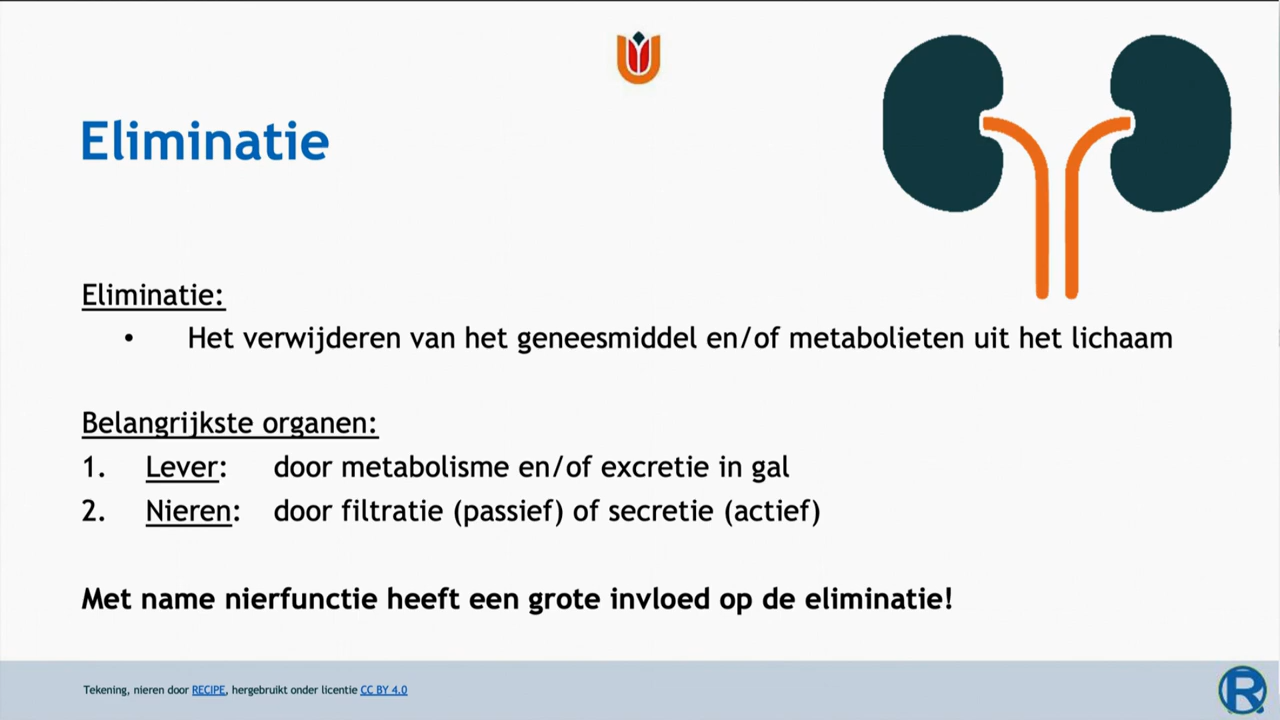 Eliminatie
Eliminatie:
• Het verwijderen van het geneesmiddel en/of metabolieten uit het lichaam
Belangrijkste organen:
1. Lever: door metabolisme en/of excretie in gal
2. Nieren: door filtratie (passief) of secretie (actief)
Met name nierfunctie heeft een grote invloed op de eliminatie!
Tekening, nieren door RECIPE, hergebruikt onder licentie CC BY 4.0
R